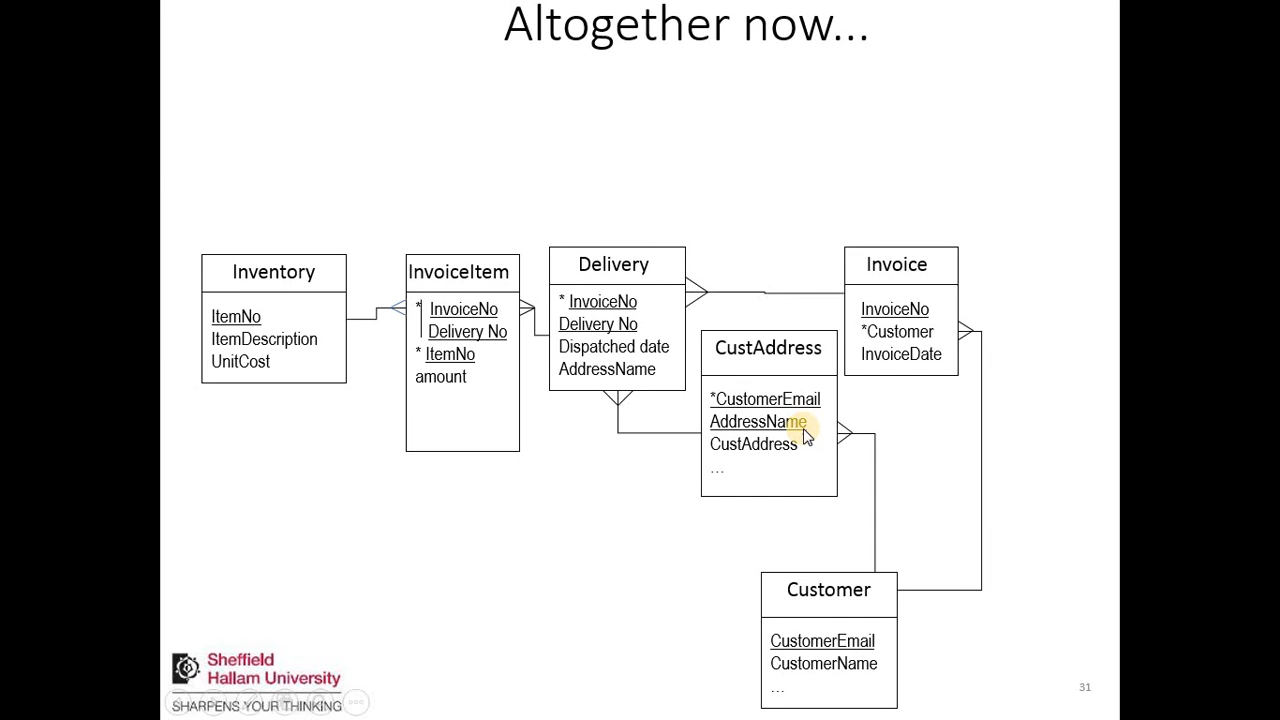 Altogether now...
Inventory
ItemNo
ItemDescription
UnitCost
InvoiceItem
* InvoiceNo
Delivery No
* ItemNo
amount
Delivery
* InvoiceNo
Delivery No
Dispatched date
AddressName
CustAddress
*CustomerEmail
AddressName
CustAddress
...
Invoice
InvoiceNo
*Customer
InvoiceDate
Customer
CustomerEmail
CustomerName
...
Sheffield
Hallam University
SHARPENS YOUR THINKING
31